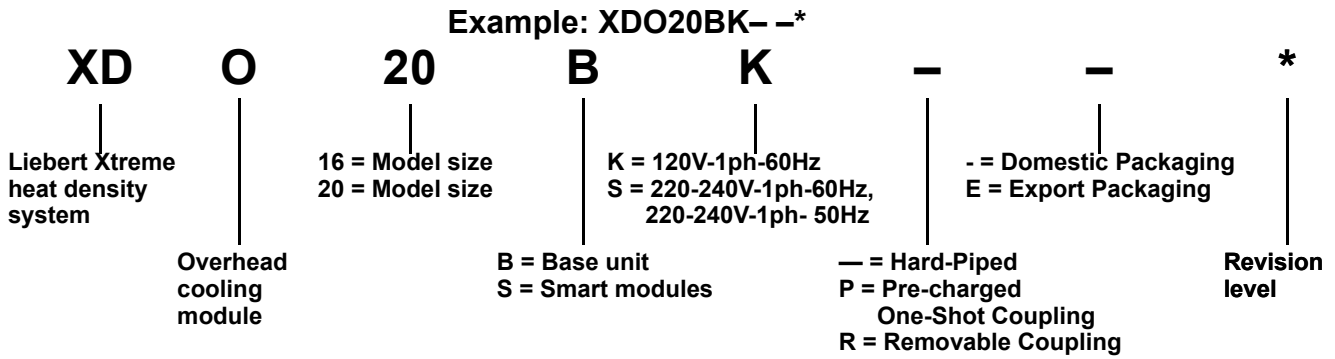 Example: XDO20BK– –*
XD O 20 B K – – *
Liebert Xtreme
heat density
system
16 = Model size
20 = Model size
K = 120V-1ph-60Hz
S = 220-240V-1ph-60Hz,
220-240V-1ph- 50Hz
- = Domestic Packaging
E = Export Packaging
Overhead
cooling
module
B = Base unit
S = Smart modules
— = Hard-Piped
P = Pre-charged
One-Shot Coupling
R = Removable Coupling
Revision
level